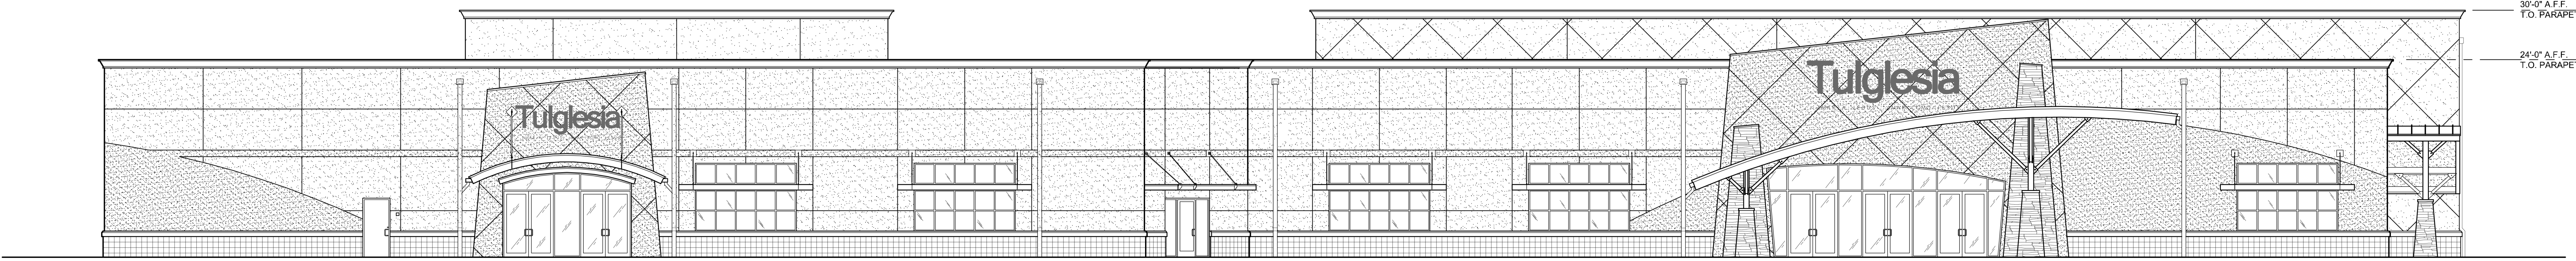 30'-0" A.F.F.
T.O. PARAPE
24'-0" A.F.F.
T.O. PARAPE
Tulglesia
Tulglesia